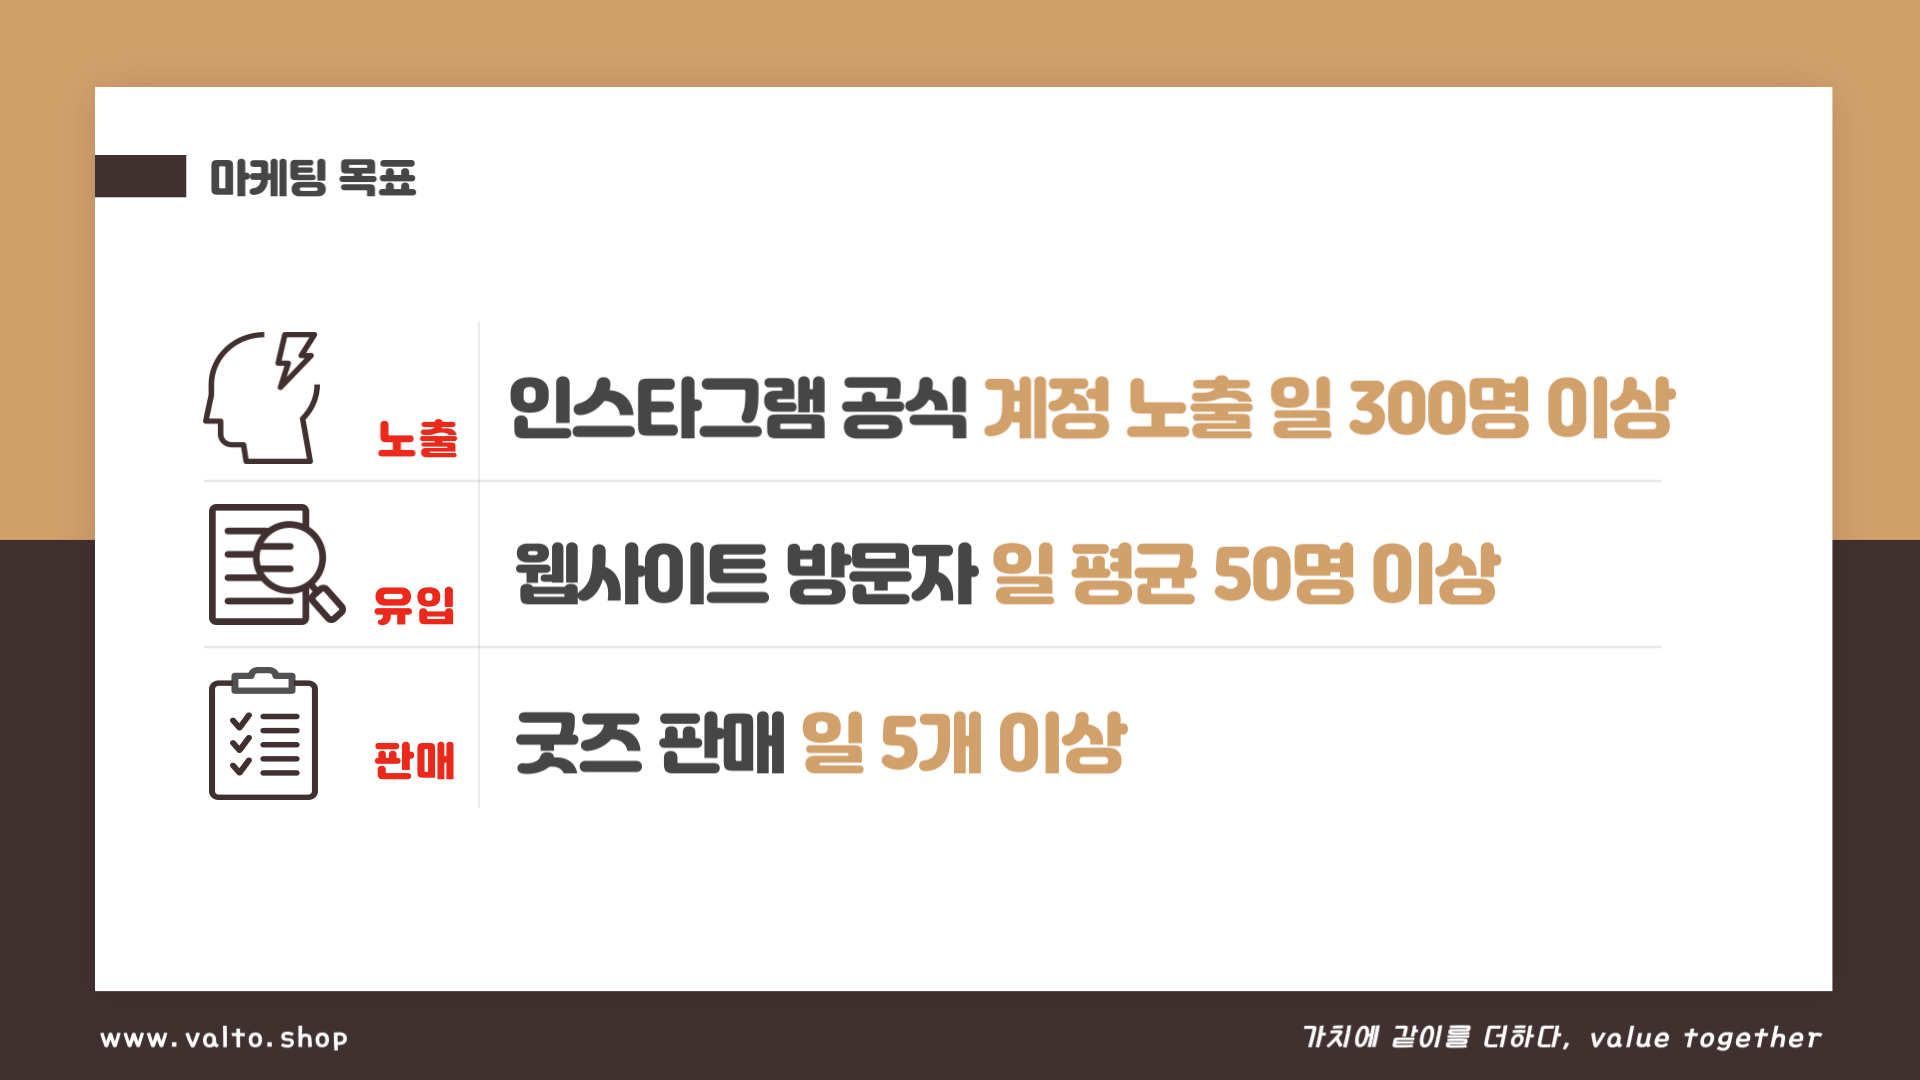 마케팅 목표
노출
인스타그램 공식 계정 노출 일 300명 이상
유입
웹사이트 방문자 일 평균 50명 이상
판매
굿즈 판매 일 5개 이상
www.valto.shop
가치에 같이를 더하다, value together